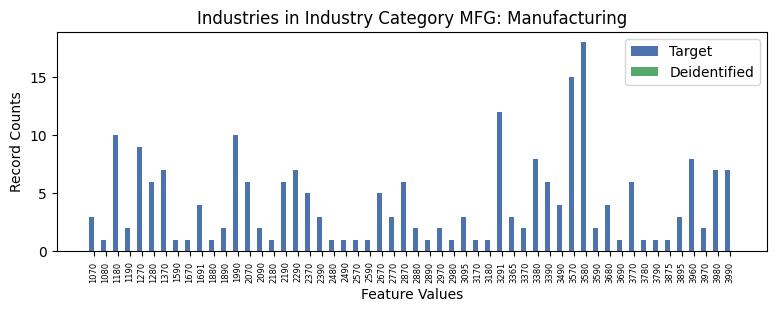 Industries in Industry Category MFG: Manufacturing
Target
Deidentified
Record Counts
15
10
5
0
1070 1080 1180 1190 1270 1280 1370 1590 1670 1691 1880 1890 1990 2070 2090 2180 2190 2290 2370 2390 2480 2490 2570 2590 2670 2770 2870 2880 2890 2970 2980 3095 3170 3180 3291 3365 3370 3380 3390 3490 3570 3580 3590 3680 3690 3770 3780 3790 3875 3895 3960 3970 3980 3990
Feature Values